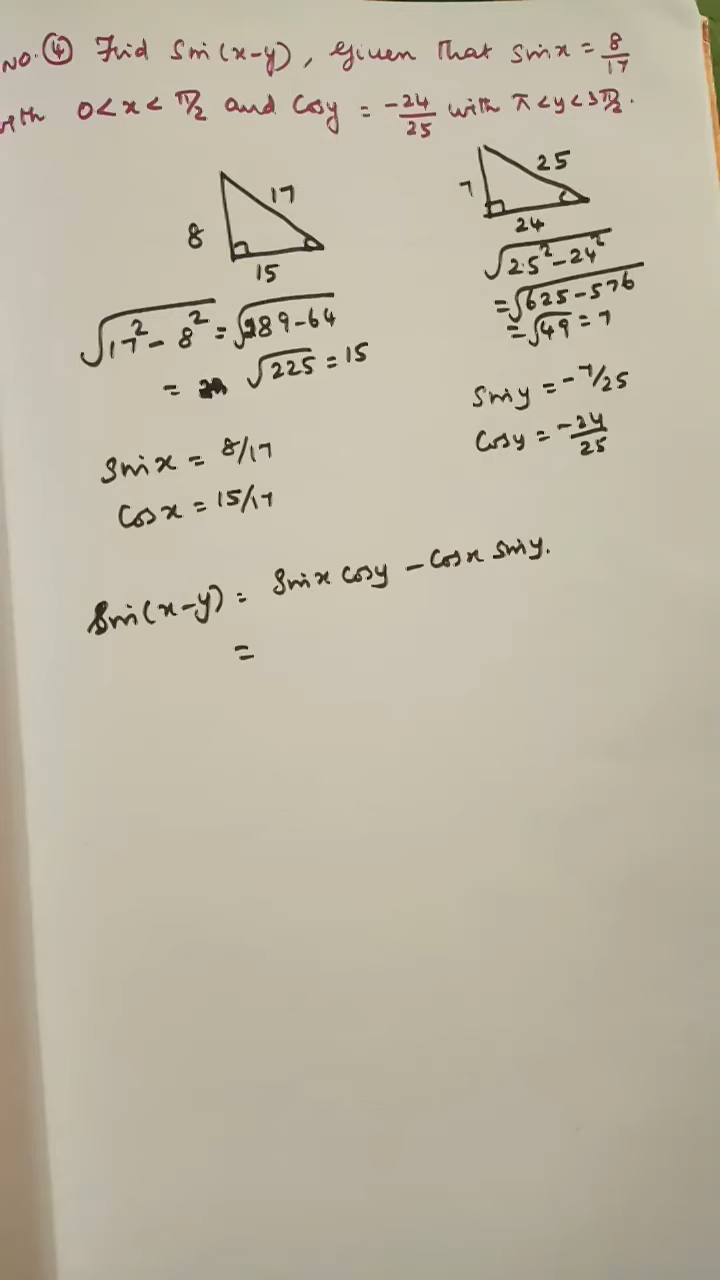 No. ④ Find Sin(x-y), given That sinx = 8/17
with 0<x<π/2 and Cosy = -24/25 with π<y<3π/2.
17
8
15
25
7
24
√17²-8² = √289-64
= √225 = 15
√25²-24²
=√625-576
=√49 = 7
Sinx = 8/17
Cosx = 15/17
Siny = -7/25
Cosy = -24/25
Sin(x-y) = Sinx cosy - Cosx Siny.
=